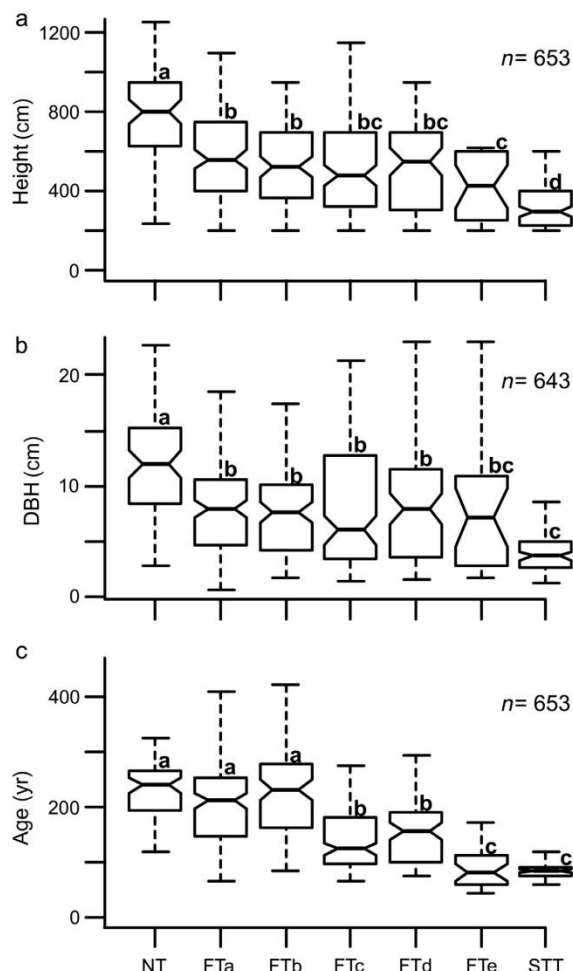 a
1200
800
400
0
Height (cm)
n= 653
a
b
b
bc
bc
c
d
b
20
10
0
DBH (cm)
n= 643
a
b
b
b
b
bc
c
c
400
200
0
Age (yr)
n= 653
a
a
a
b
b
c
c
NT FTa FTb FTc FTd FTe STT